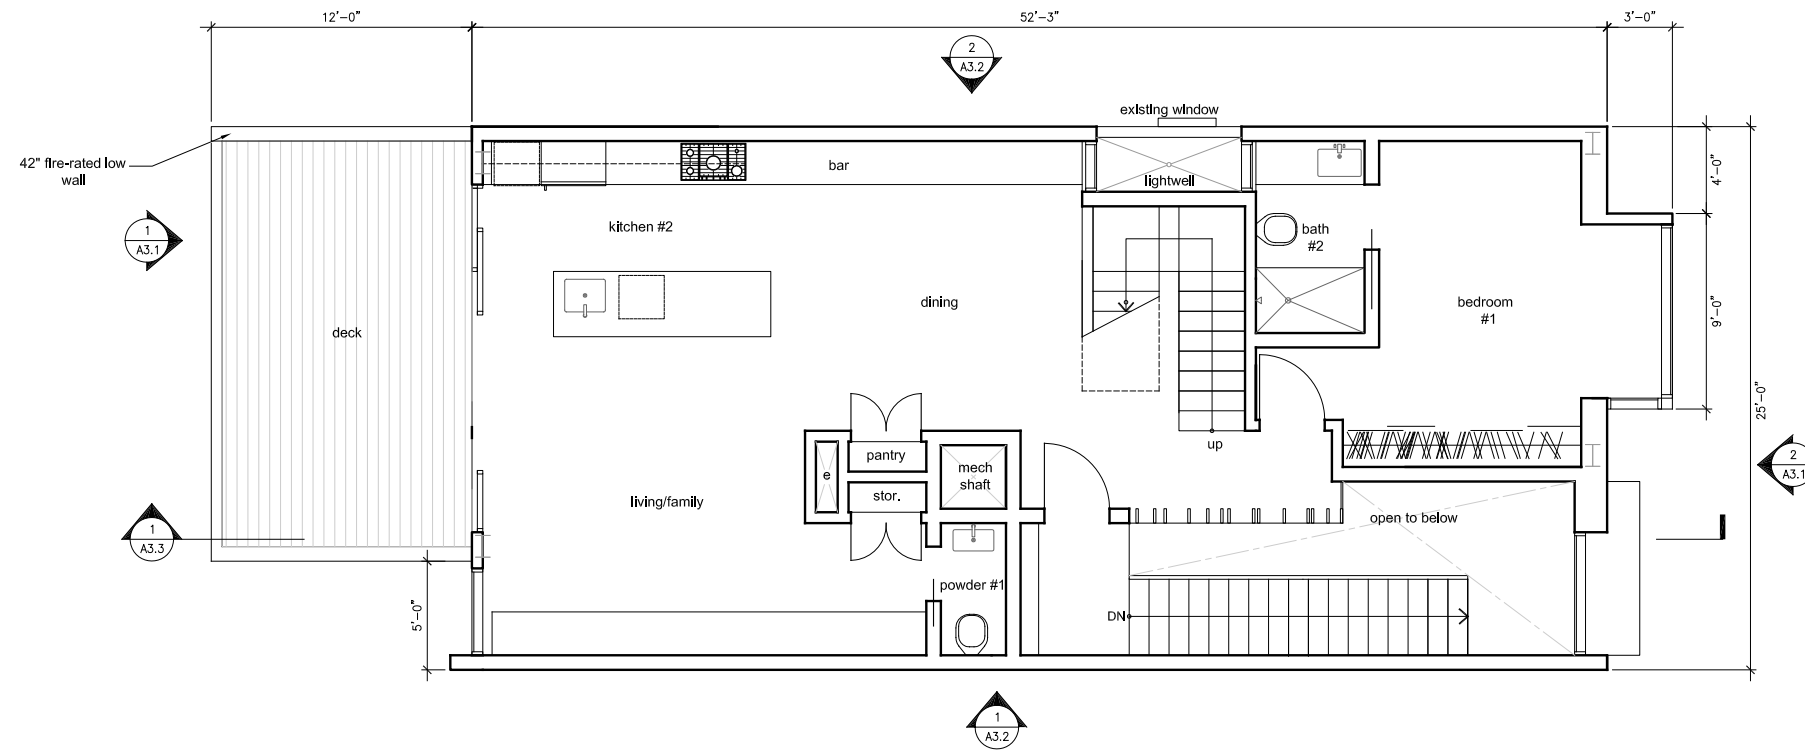 12'-0"
52'-3"
3'-0"
2
A3.2
existing window
42" fire-rated low
wall
bar
lightwell
4'-0"
1
A3.1
kitchen #2
bath
#2
deck
dining
bedroom
#1
9'-0"
25'-0"
up
pantry
e
mech
shaft
2
A3.1
stor.
living/family
open to below
1
A3.3
powder #1
5'-0"
DN
1
A3.2